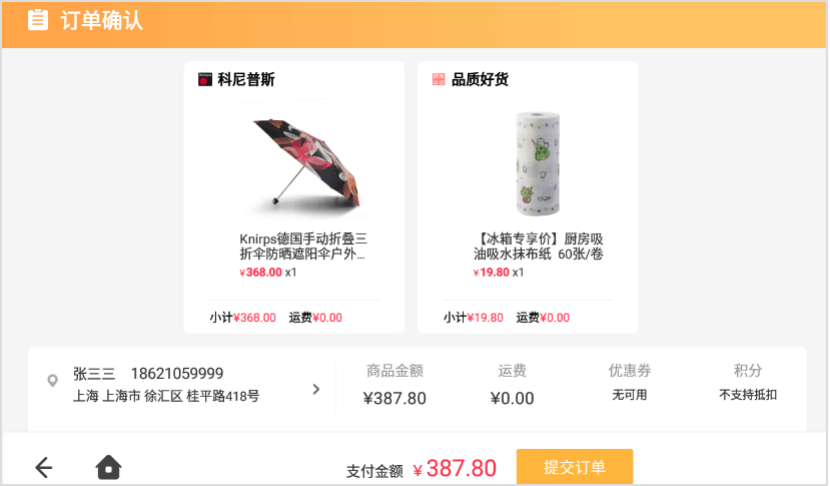 订单确认
科尼普斯
品质好货
Knirps德国手动折叠三
折伞防晒遮阳伞户外...
¥368.00 x1
【冰箱专享价】厨房吸
油吸水抹布纸 60张/卷
¥19.80 x1
小计¥368.00 运费¥0.00
小计¥19.80 运费¥0.00
张三三 18621059999
上海 上海市 徐汇区 桂平路418号
商品金额 运费 优惠券 积分
¥387.80 ¥0.00 无可用 不支持抵扣
支付金额 ¥387.80 提交订单